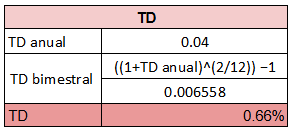 TD
TD anual 0.04
TD bimestral ((1+TD anual)^(2/12)) −1
0.006558
TD 0.66%